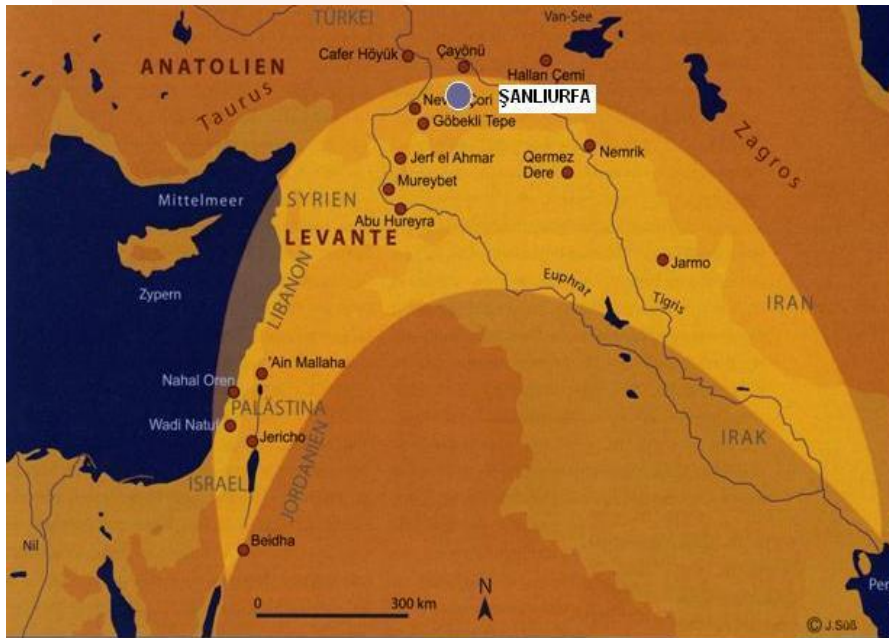 TÜRKEI
Van-See
Cafer Höyük
Çayönü
ANATOLIEN
Hallan Çemi
Taurus
ŞANLIURFA
Göbekli Tepe
Zagros
Nemrik
Qermez
Dere
Jerf el Ahmar
Mureybet
Mittelmeer
SYRIEN
Abu Hureyra
LEVANTE
Jarmo
Euphrat
Zypern
LIBANON
Tigris
IRAN
'Ain Mallaha
Nahal Oren
PALÄSTINA
Wadi Natuf
Jericho
IRAK
ISRAEL
JORDANIEN
Nil
Beidha
N
0 300 km
Per
© J.Süß